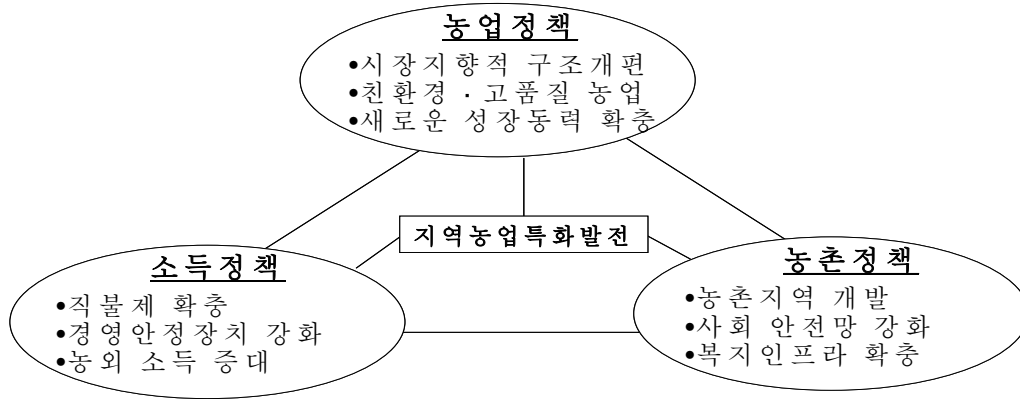 농업정책
•시장지향적 구조개편
•친환경·고품질 농업
•새로운 성장동력 확충
지역농업특화발전
소득정책
•직불제 확충
•경영안정장치 강화
•농외 소득 증대
농촌정책
•농촌지역 개발
•사회 안전망 강화
•복지인프라 확충